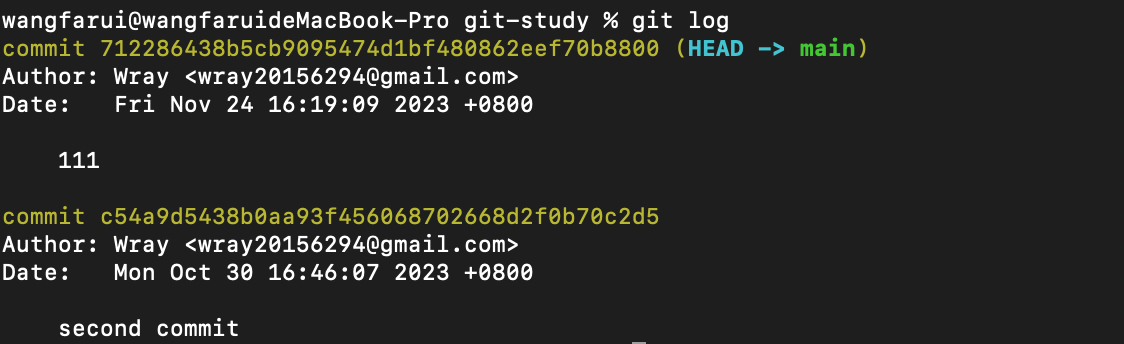 wangfarui@wangfaruideMacBook-Pro git-study % git log
commit 712286438b5cb9095474d1bf480862eef70b8800 (HEAD -> main)
Author: Wray <wray20156294@gmail.com>
Date:   Fri Nov 24 16:19:09 2023 +0800
111
commit c54a9d5438b0aa93f456068702668d2f0b70c2d5
Author: Wray <wray20156294@gmail.com>
Date:   Mon Oct 30 16:46:07 2023 +0800
second commit